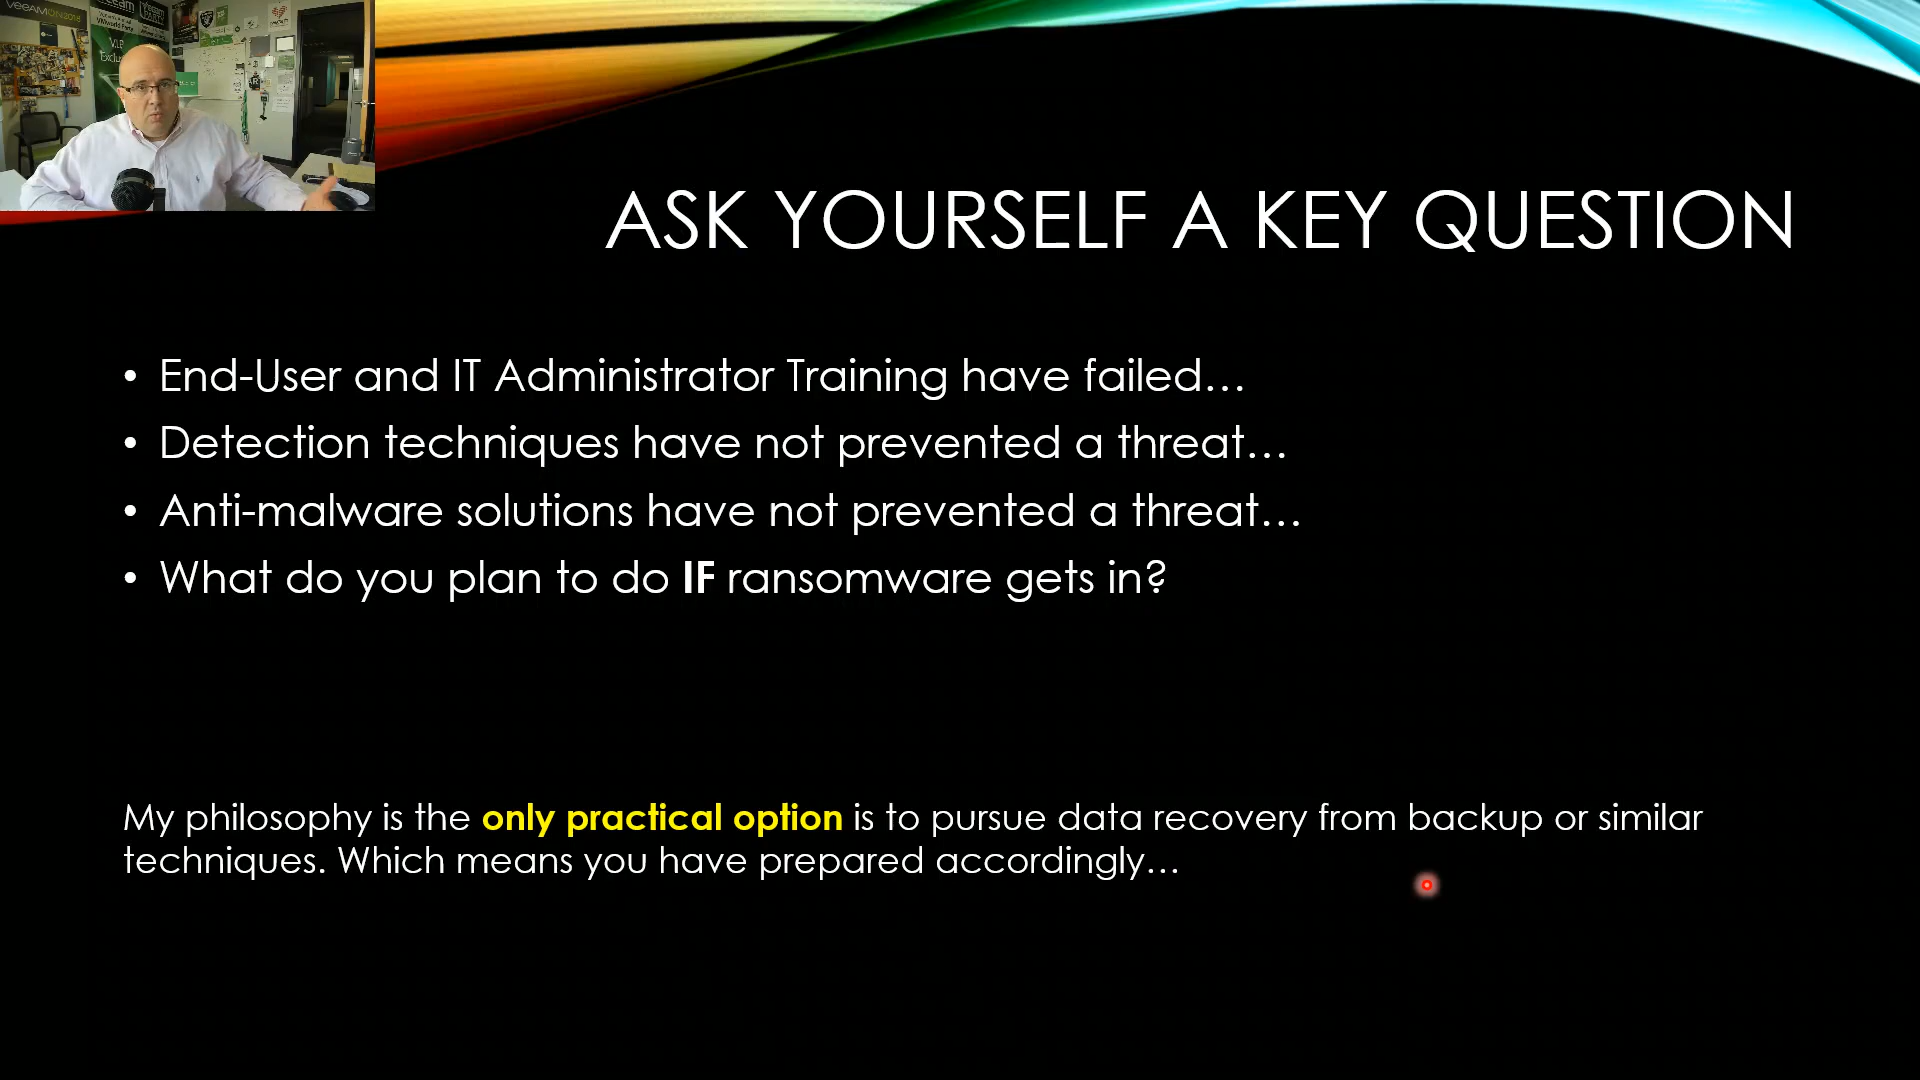 VEEAMON2016
VMworld Party
V.I.P
ASK YOURSELF A KEY QUESTION
• End-User and IT Administrator Training have failed…
• Detection techniques have not prevented a threat…
• Anti-malware solutions have not prevented a threat…
• What do you plan to do IF ransomware gets in?
My philosophy is the only practical option is to pursue data recovery from backup or similar
techniques. Which means you have prepared accordingly…